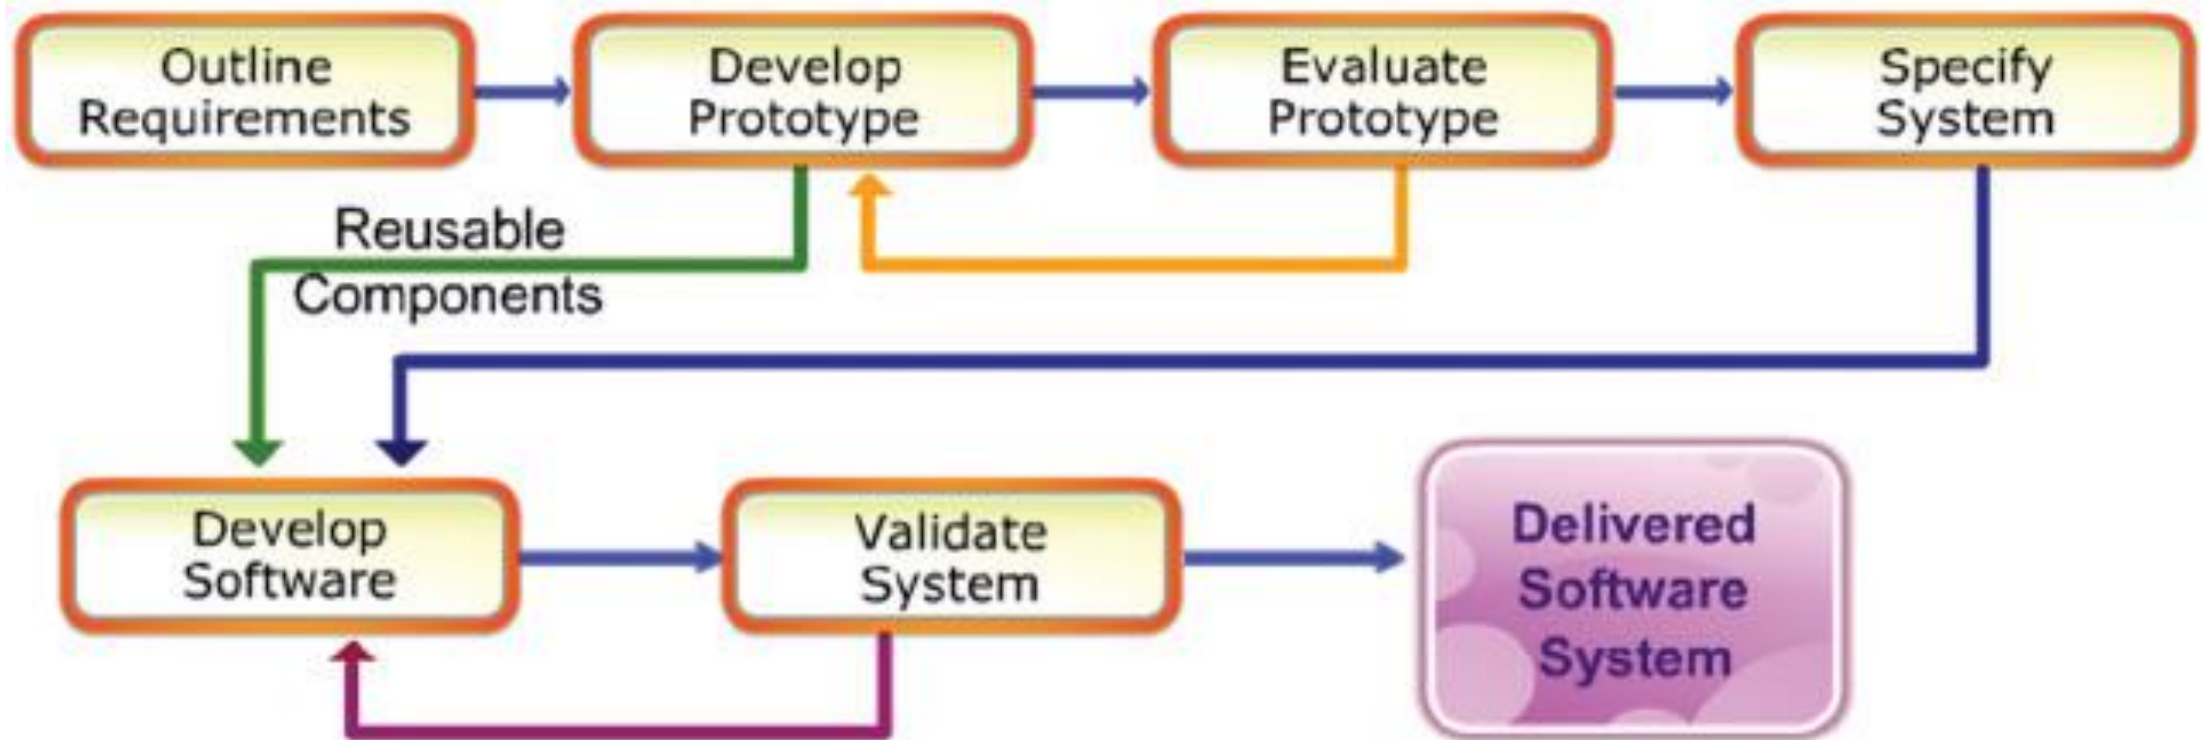 Outline
Requirements
Develop
Prototype
Evaluate
Prototype
Specify
System
Reusable
Components
Develop
Software
Validate
System
Delivered
Software
System